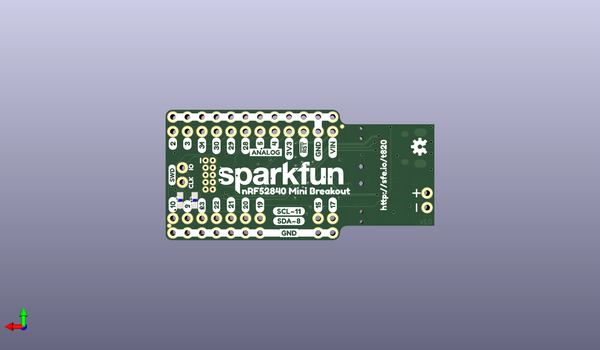 2 3 31 30 29 28 5 4 3V3 RST GND VIN
ANALOG
SWD
IO
CLK
sparkfun
nRF52840 Mini Breakout
10 9 23 22 21 20 19
SCL-11
SDA-8
15 17
GND
http://sfe.io/t820
+
-